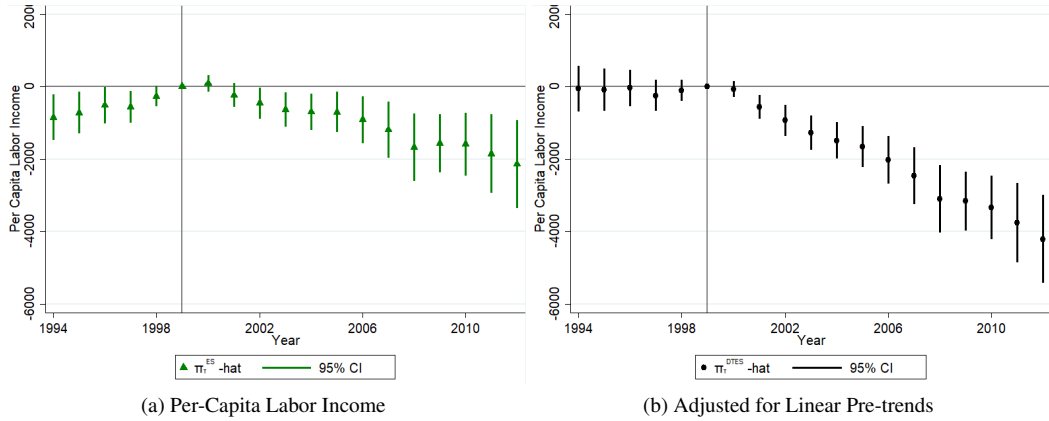 2000
0
-2000
-4000
-6000
Per Capita Labor Income
1994 1998 2002 2006 2010
Year
πτ^ES -hat 95% CI
(a) Per-Capita Labor Income
2000
0
-2000
-4000
-6000
Per Capita Labor Income
1994 1998 2002 2006 2010
Year
πτ^DTES -hat 95% CI
(b) Adjusted for Linear Pre-trends